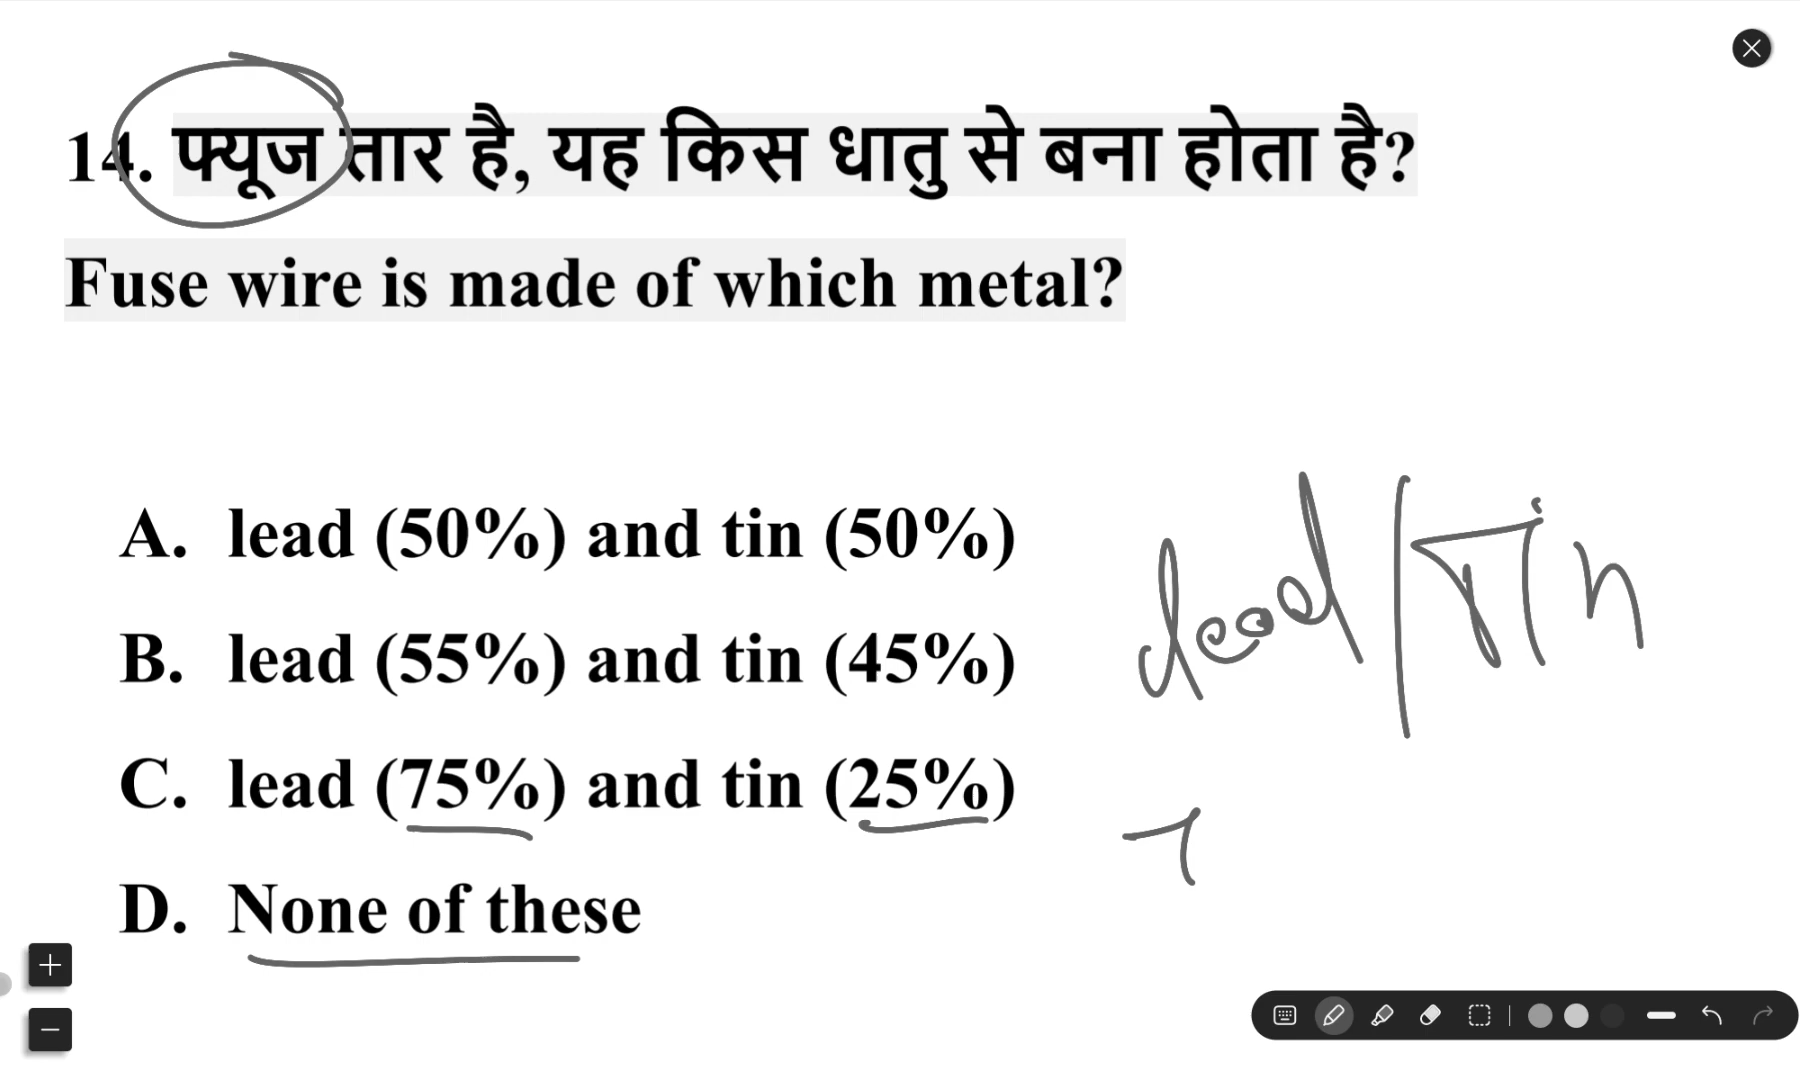 14. फ्यूज तार है, यह किस धातु से बना होता है?
Fuse wire is made of which metal?
A. lead (50%) and tin (50%)
B. lead (55%) and tin (45%)
C. lead (75%) and tin (25%)
D. None of these
lead | Tin